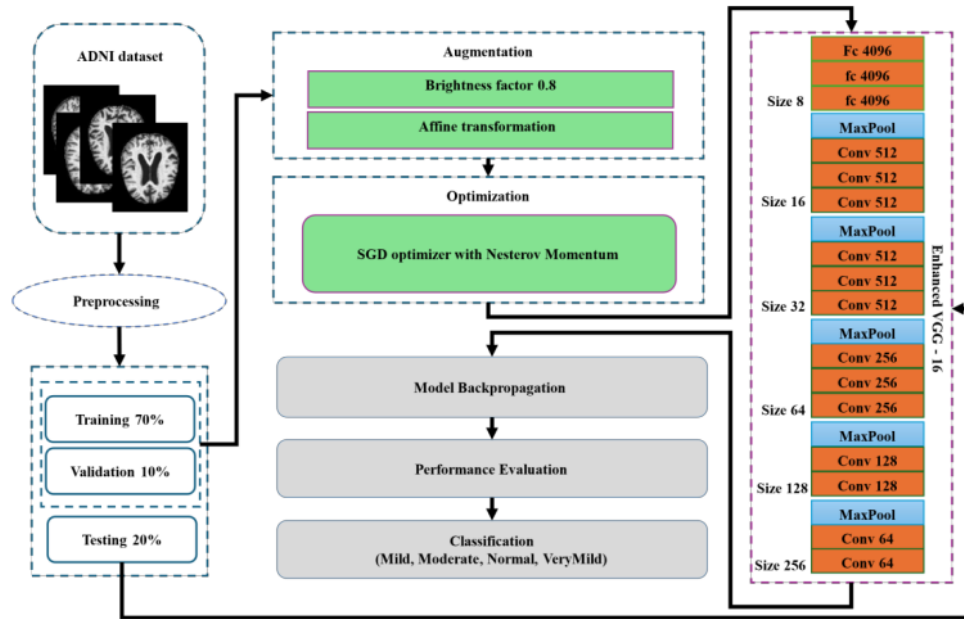 ADNI dataset
Preprocessing
Training 70%
Validation 10%
Testing 20%
Augmentation
Brightness factor 0.8
Affine transformation
Optimization
SGD optimizer with Nesterov Momentum
Model Backpropagation
Performance Evaluation
Classification
(Mild, Moderate, Normal, VeryMild)
Fc 4096
fc 4096
fc 4096
Size 8
MaxPool
Conv 512
Conv 512
Conv 512
Size 16
MaxPool
Conv 512
Conv 512
Conv 512
Size 32
MaxPool
Conv 256
Conv 256
Conv 256
Size 64
MaxPool
Conv 128
Conv 128
Size 128
MaxPool
Conv 64
Conv 64
Size 256
Enhanced VGG - 16